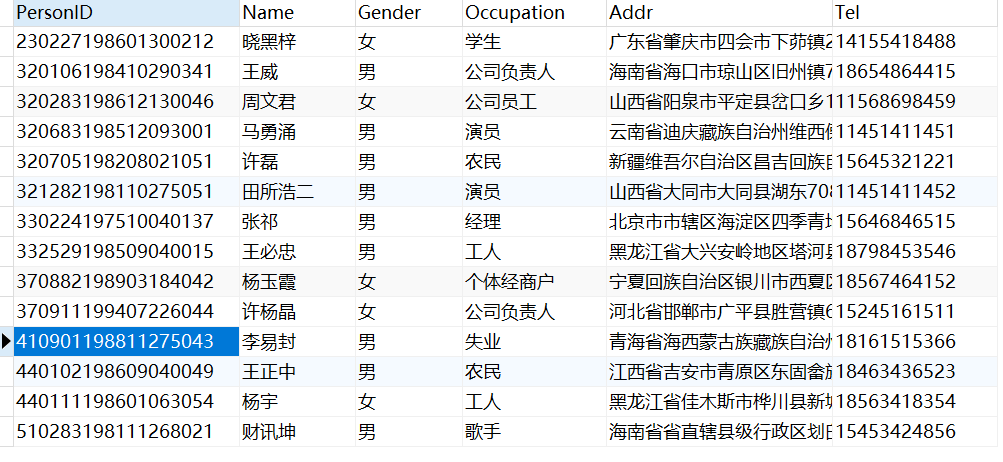 PersonID Name Gender Occupation Addr Tel
230227198601300212 晓黑梓 女 学生 广东省肇庆市四会市下茆镇2 14155418488
320106198410290341 王威 男 公司负责人 海南省海口市琼山区旧州镇7 18654864415
320283198612130046 周文君 女 公司员工 山西省阳泉市平定县岔口乡1 11568698459
320683198512093001 马勇涌 男 演员 云南省迪庆藏族自治州维西 11451411451
320705198208021051 许磊 男 农民 新疆维吾尔自治区昌吉回族自 15645321221
321282198110275051 田所浩二 男 演员 山西省大同市大同县湖东708 11451411452
330224197510040137 张祁 男 经理 北京市市辖区海淀区四季青 15646846515
332529198509040015 王必忠 男 工人 黑龙江省大兴安岭地区塔河县 18798453546
370882198903184042 杨玉霞 女 个体经商户 宁夏回族自治区银川市西夏区 18567464152
370911199407226044 许杨晶 女 公司负责人 河北省邯郸市广平县胜营镇6 15245161511
410901198811275043 李易封 男 失业 青海省海西蒙古族藏族自治州 18161515366
440102198609040049 王正中 男 农民 江西省吉安市青原区东固畲族 18463436523
440111198601063054 杨宇 女 工人 黑龙江省佳木斯市桦川县新城 18563418354
510283198111268021 财讯坤 男 歌手 海南省省直辖县级行政区划 15453424856